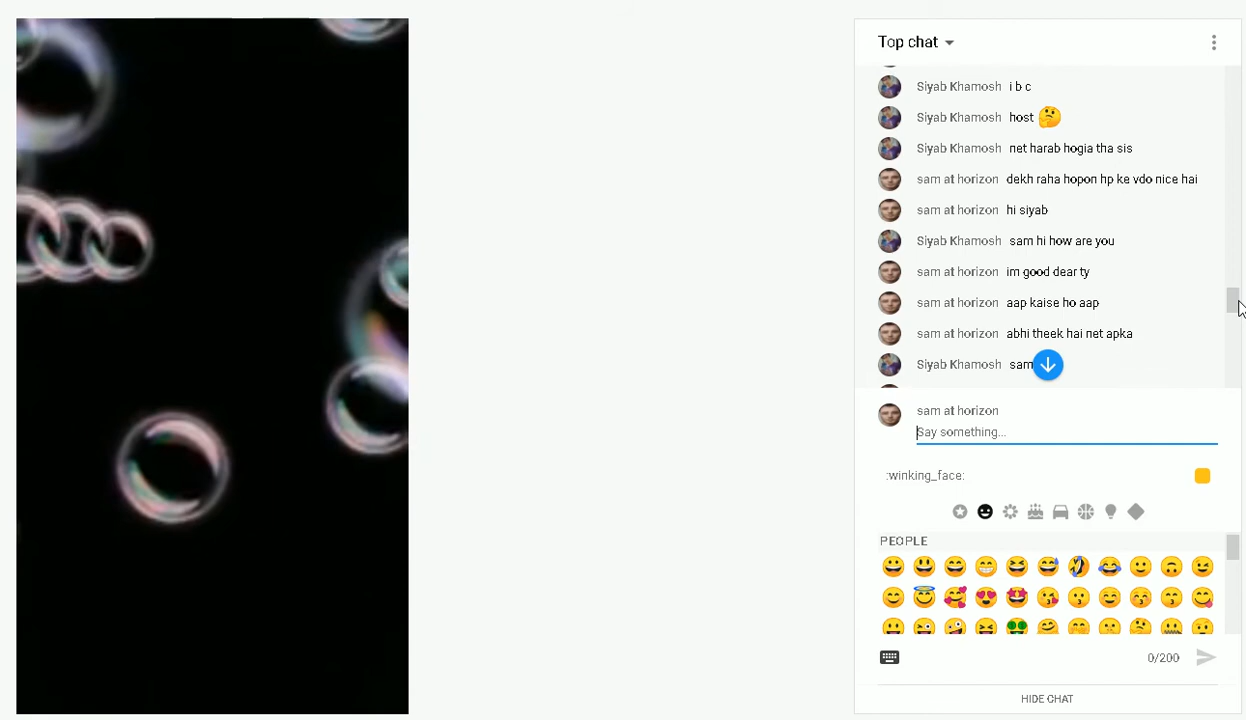 Top chat
Siyab Khamosh i b c
Siyab Khamosh host 🤔
Siyab Khamosh net harab hogia tha sis
sam at horizon dekh raha hopon hp ke vdo nice hai
sam at horizon hi siyab
Siyab Khamosh sam hi how are you
sam at horizon im good dear ty
sam at horizon aap kaise ho aap
sam at horizon abhi theek hai net apka
Siyab Khamosh sam
sam at horizon
Say something...
:winking_face:
PEOPLE
0/200
HIDE CHAT